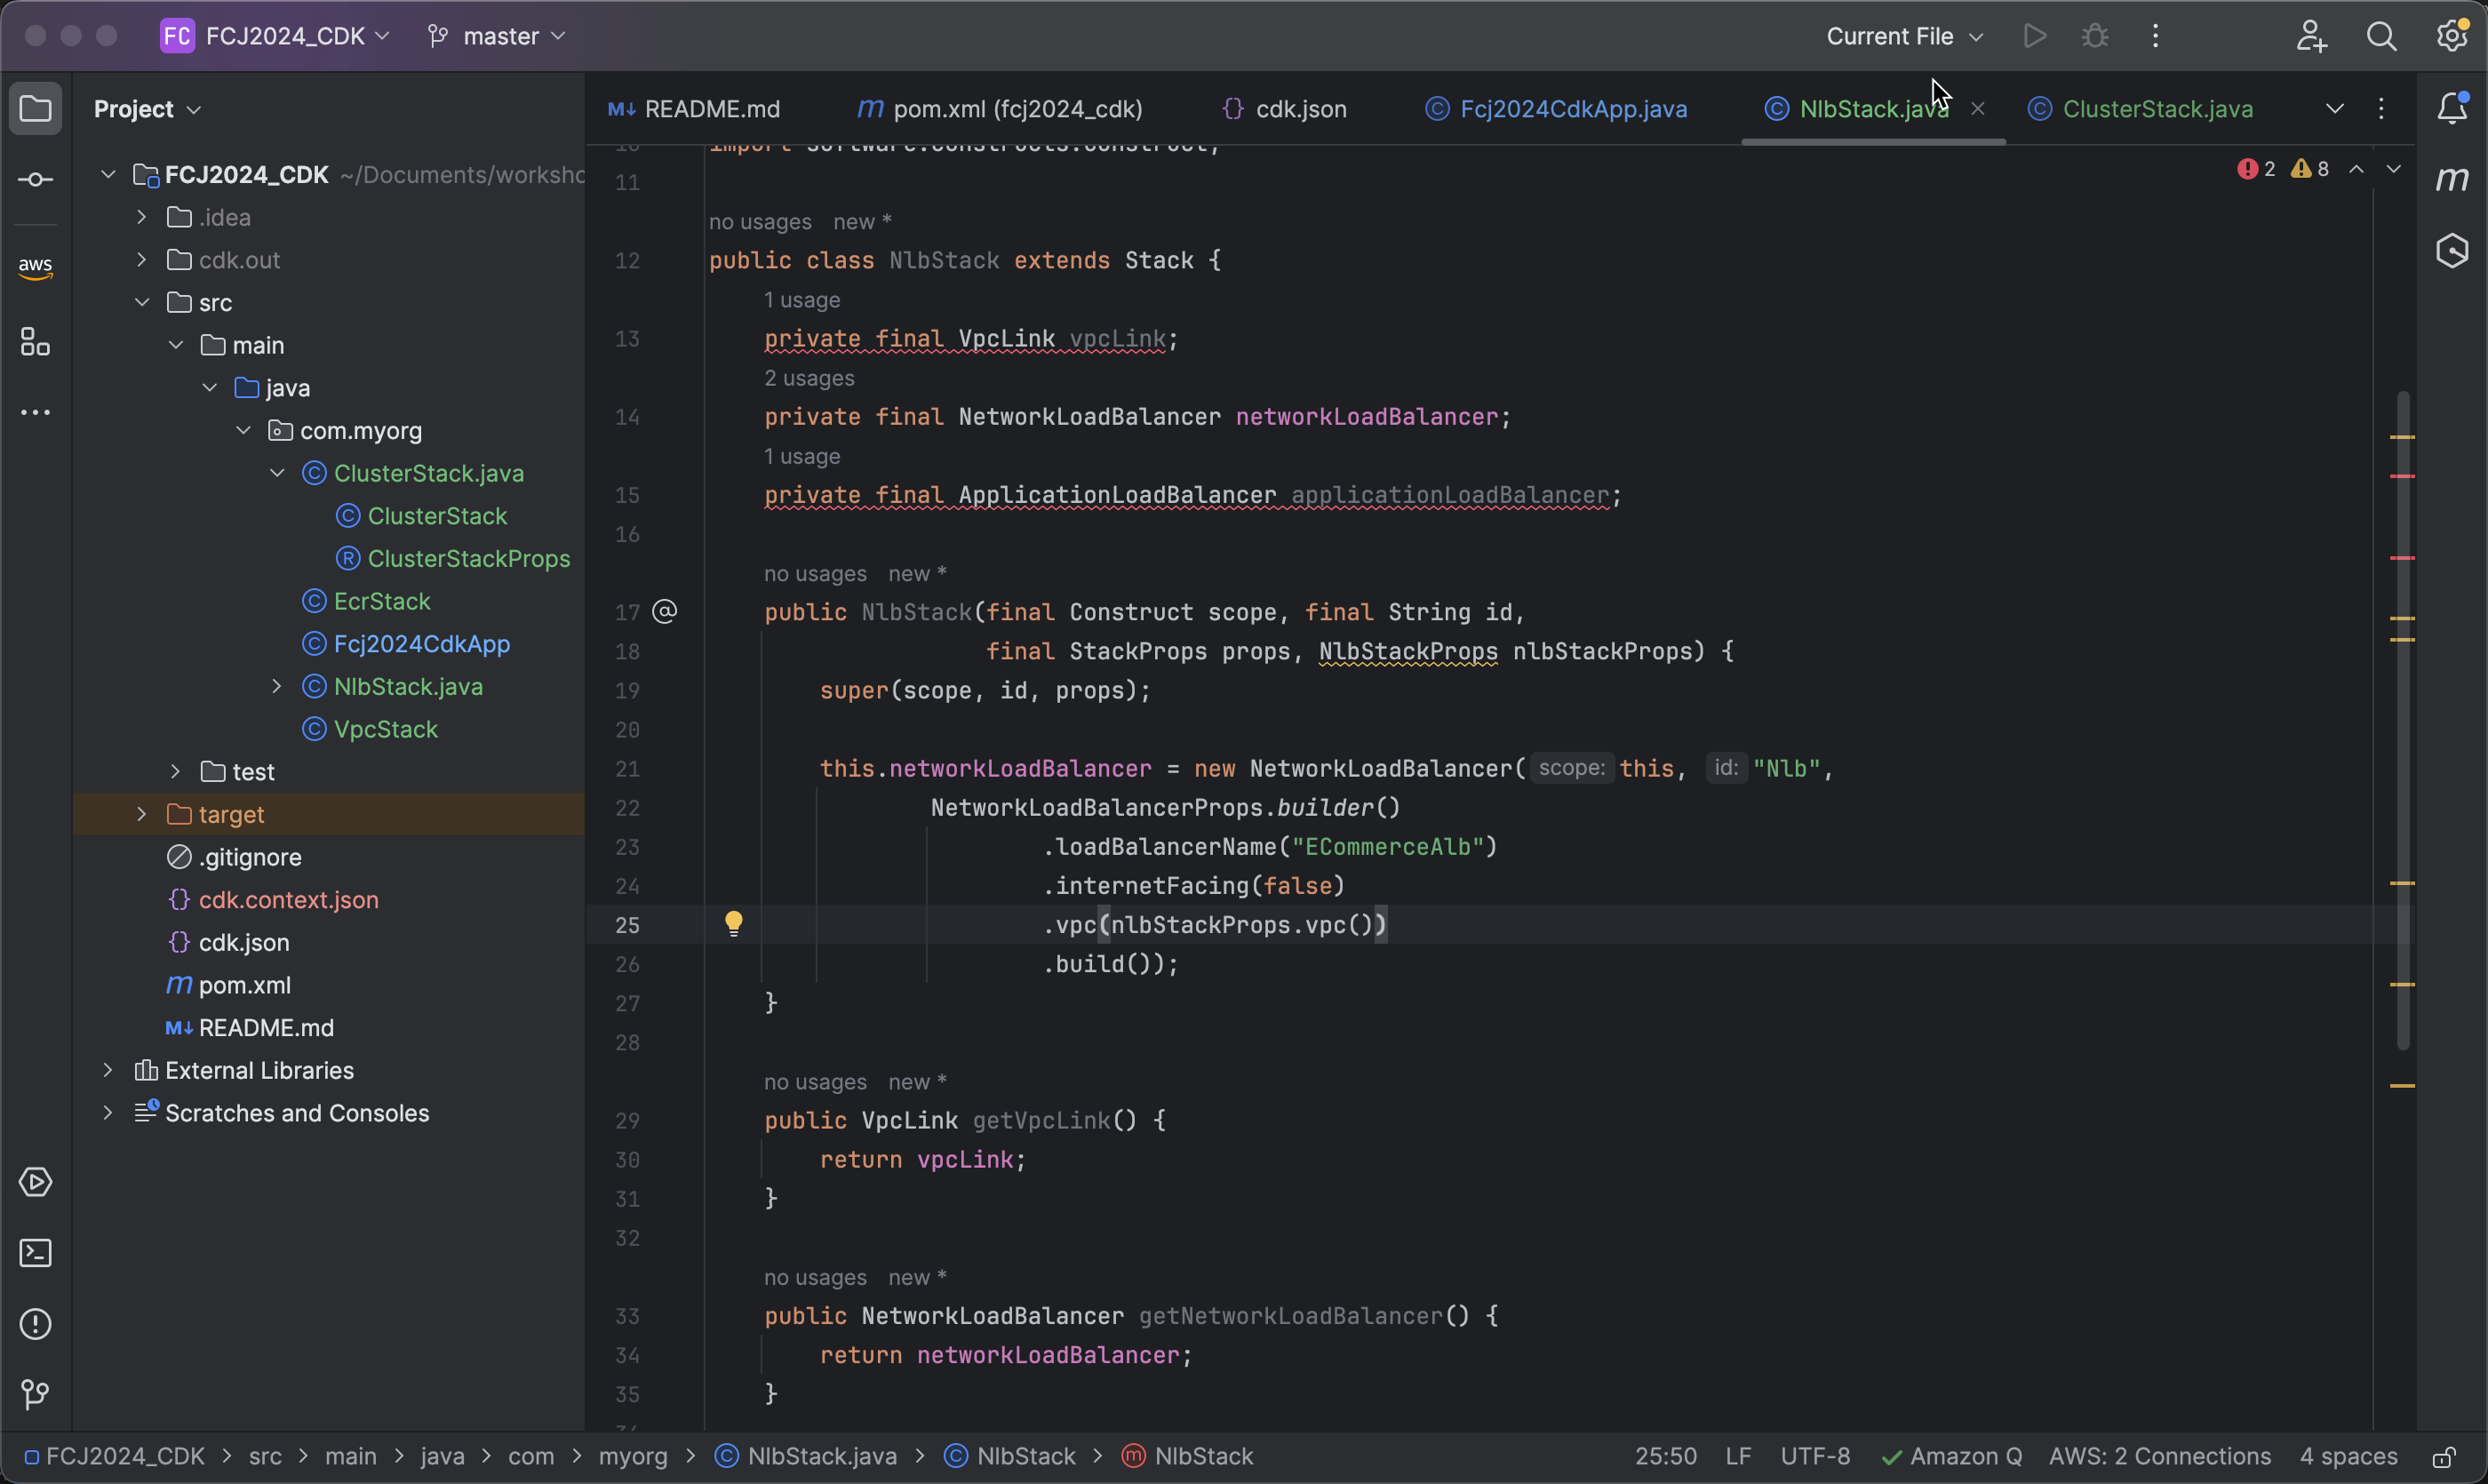 FC FCJ2024_CDK master Current File
Project
FCJ2024_CDK ~/Documents/worksho
.idea
cdk.out
src
main
java
com.myorg
ClusterStack.java
ClusterStack
ClusterStackProps
EcrStack
Fcj2024CdkApp
NlbStack.java
VpcStack
test
target
.gitignore
cdk.context.json
cdk.json
pom.xml
README.md
External Libraries
Scratches and Consoles
aws
README.md pom.xml (fcj2024_cdk) cdk.json Fcj2024CdkApp.java NlbStack.java ClusterStack.java
2 8
10 import software.constructs.Construct;
11
no usages new *
12 public class NlbStack extends Stack {
1 usage
13 private final VpcLink vpcLink;
2 usages
14 private final NetworkLoadBalancer networkLoadBalancer;
1 usage
15 private final ApplicationLoadBalancer applicationLoadBalancer;
16
no usages new *
17 public NlbStack(final Construct scope, final String id,
18 final StackProps props, NlbStackProps nlbStackProps) {
19 super(scope, id, props);
20
21 this.networkLoadBalancer = new NetworkLoadBalancer( scope: this, id: "Nlb",
22 NetworkLoadBalancerProps.builder()
23 .loadBalancerName("ECommerceAlb")
24 .internetFacing(false)
25 .vpc(nlbStackProps.vpc())
26 .build());
27 }
28
no usages new *
29 public VpcLink getVpcLink() {
30 return vpcLink;
31 }
32
no usages new *
33 public NetworkLoadBalancer getNetworkLoadBalancer() {
34 return networkLoadBalancer;
35 }
FCJ2024_CDK > src > main > java > com > myorg > NlbStack.java > NlbStack > NlbStack 25:50 LF UTF-8 Amazon Q AWS: 2 Connections 4 spaces